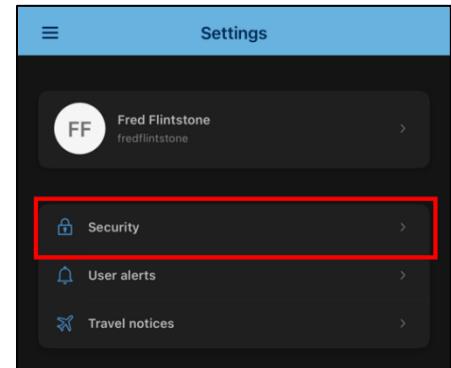 Settings
FF
Fred Flintstone
fredflintstone
Security
User alerts
Travel notices